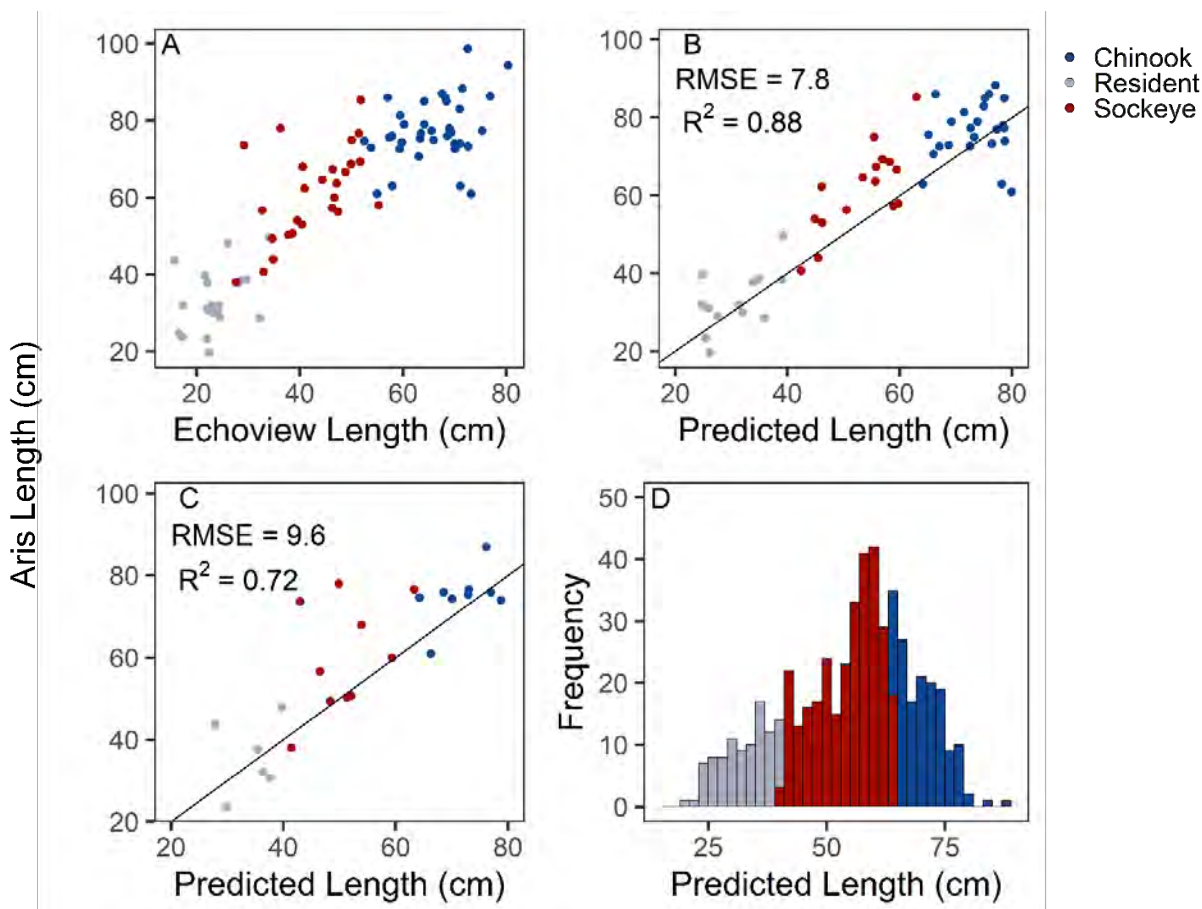 A
100
80
60
40
20
20
40
60
80
Echoview Length (cm)
B
RMSE = 7.8
R² = 0.88
100
80
60
40
20
20
40
60
80
Predicted Length (cm)
Chinook
Resident
Sockeye
Aris Length (cm)
C
RMSE = 9.6
R² = 0.72
100
80
60
40
20
20
40
60
80
Predicted Length (cm)
D
Frequency
50
40
30
20
10
0
25
50
75
Predicted Length (cm)